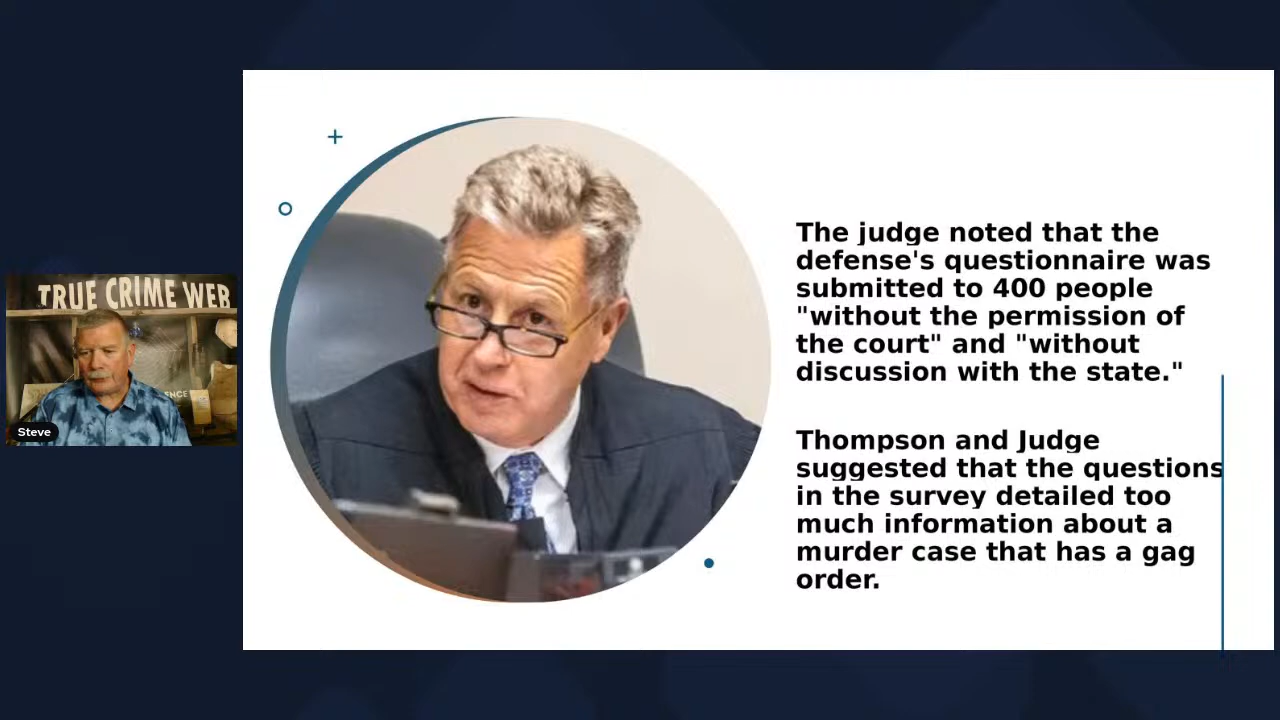 TRUE CRIME WEB
Steve
The judge noted that the
defense's questionnaire was
submitted to 400 people
"without the permission of
the court" and "without
discussion with the state."
Thompson and Judge
suggested that the questions
in the survey detailed too
much information about a
murder case that has a gag
order.